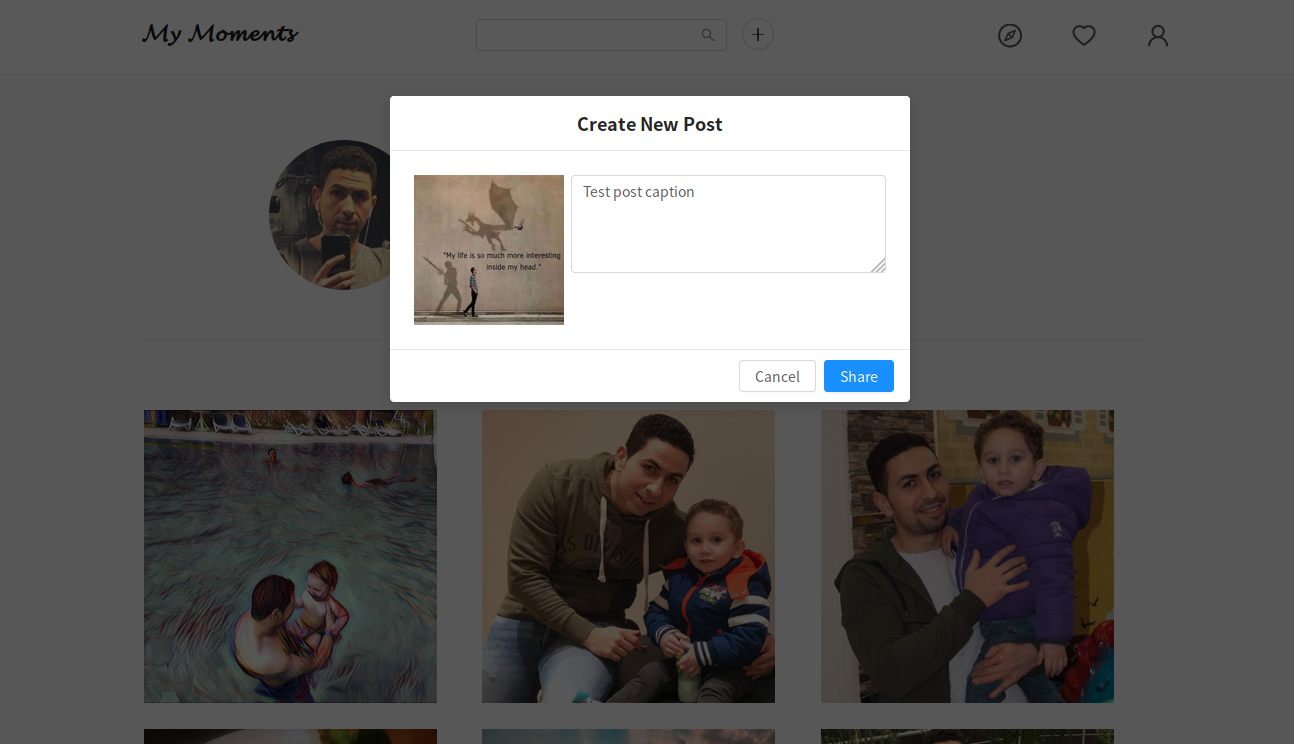 My Moments
Create New Post
Test post caption
"My life is so much more interesting
inside my head."
Cancel
Share